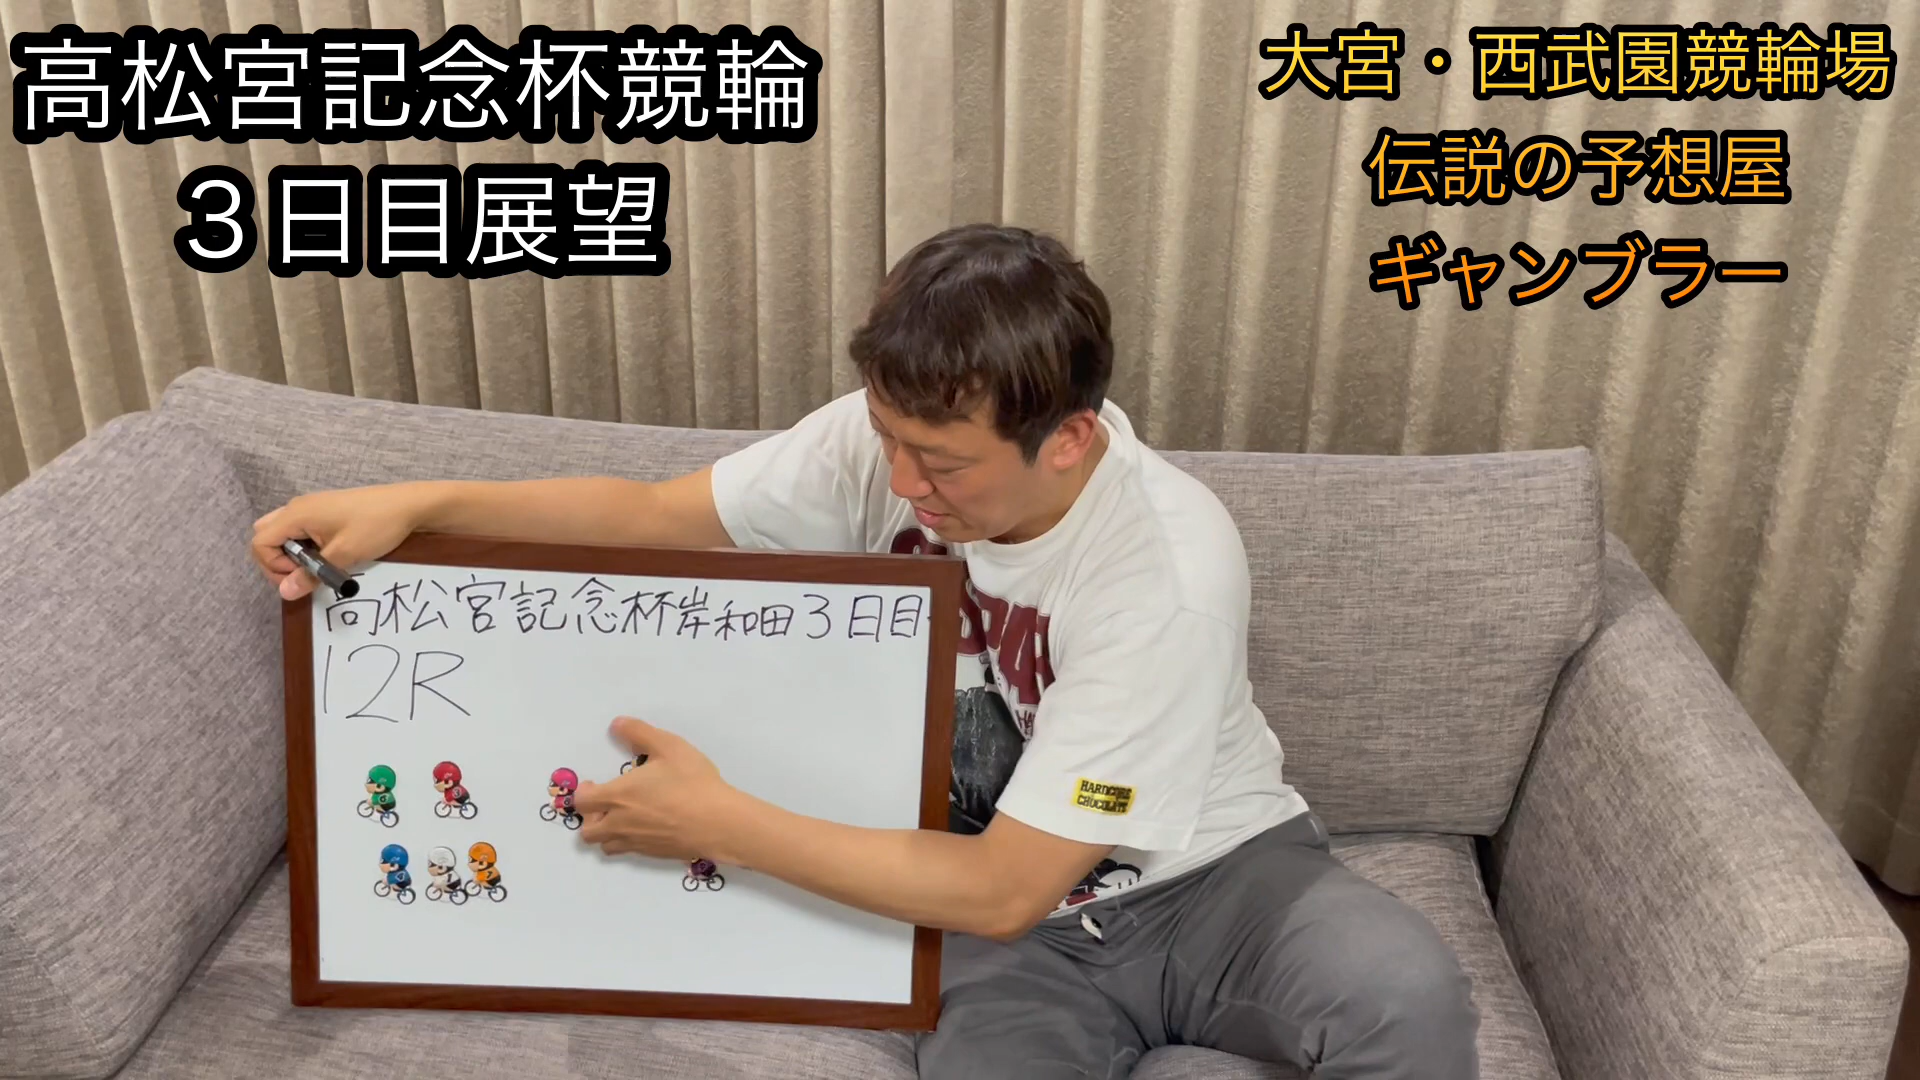 高松宮記念杯競輪
３日目展望
大宮・西武園競輪場
伝説の予想屋
ギャンブラー
高松宮記念杯岸和田3日目
12R
HARDCORE
CHOCOLATE